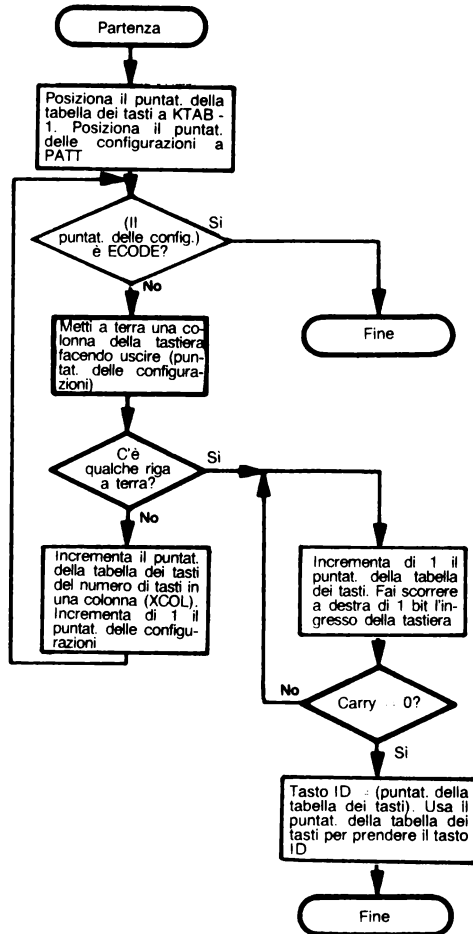 Partenza
Posiziona il puntat. della
tabella dei tasti a KTAB -
1. Posiziona il puntat.
delle configurazioni a
PATT
(Il
puntat. delle config.)
è ECODE?
Sì
No
Fine
Metti a terra una co-
lonna della tastiera
facendo uscire (pun-
tat. delle configura-
zioni)
C'è
qualche riga
a terra?
Sì
No
Incrementa il puntat.
della tabella dei tasti
del numero di tasti in
una colonna (XCOL).
Incrementa di 1 il
puntat. delle configu-
razioni
Incrementa di 1 il
puntat. della tabella
dei tasti. Fai scorrere
a destra di 1 bit l'in-
gresso della tastiera
No
Carry 0?
Sì
Tasto ID (puntat. della
tabella dei tasti). Usa il
puntat. della tabella dei
tasti per prendere il tasto
ID
Fine